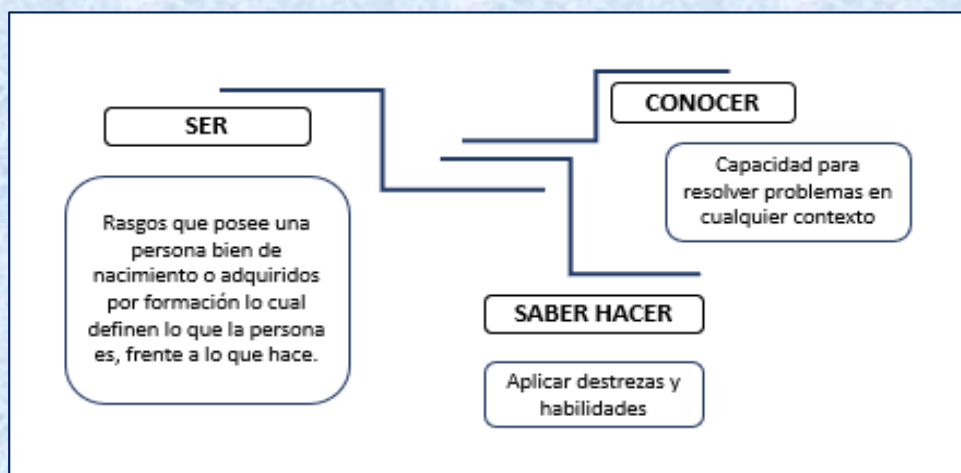 SER
Rasgos que posee una
persona bien de
nacimiento o adquiridos
por formación lo cual
definen lo que la persona
es, frente a lo que hace.
CONOCER
Capacidad para
resolver problemas en
cualquier contexto
SABER HACER
Aplicar destrezas y
habilidades